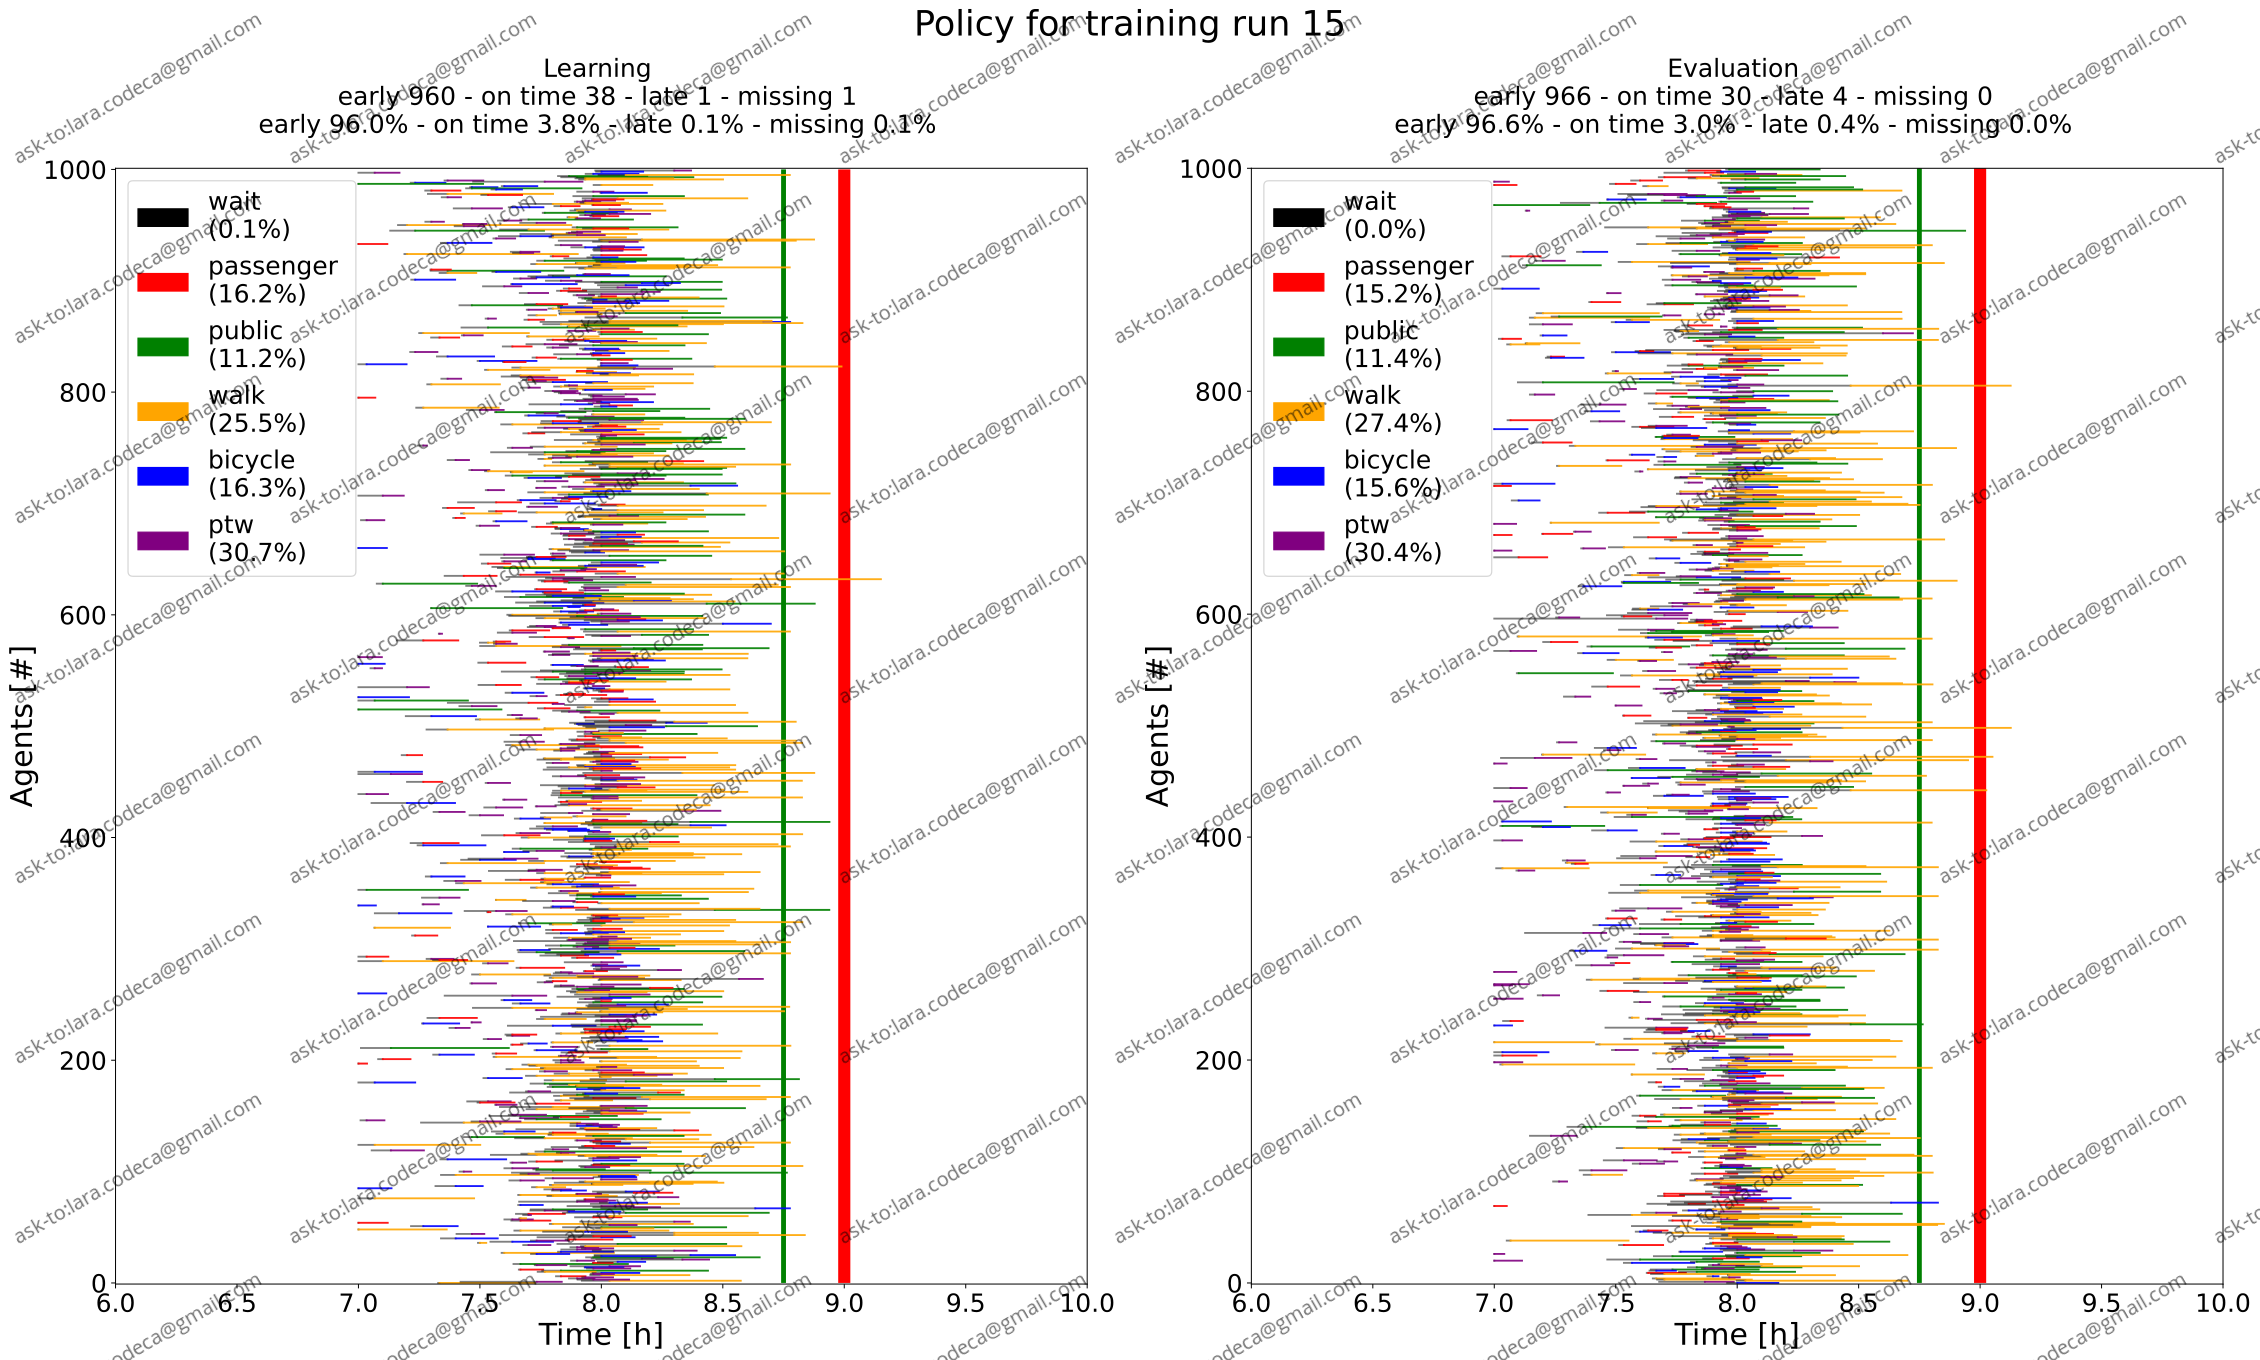 Policy for training run 15
Learning
early 960 - on time 38 - late 1 - missing 1
early 96.0% - on time 3.8% - late 0.1% - missing 0.1%
1000
800
600
400
200
0
Agents [#]
wait
(0.1%)
passenger
(16.2%)
public
(11.2%)
walk
(25.5%)
bicycle
(16.3%)
ptw
(30.7%)
6.0 6.5 7.0 7.5 8.0 8.5 9.0 9.5 10.0
Time [h]
Evaluation
early 966 - on time 30 - late 4 - missing 0
early 96.6% - on time 3.0% - late 0.4% - missing 0.0%
1000
800
600
400
200
0
Agents [#]
wait
(0.0%)
passenger
(15.2%)
public
(11.4%)
walk
(27.4%)
bicycle
(15.6%)
ptw
(30.4%)
6.0 6.5 7.0 7.5 8.0 8.5 9.0 9.5 10.0
Time [h]
ask-to:lara.codeca@gmail.com